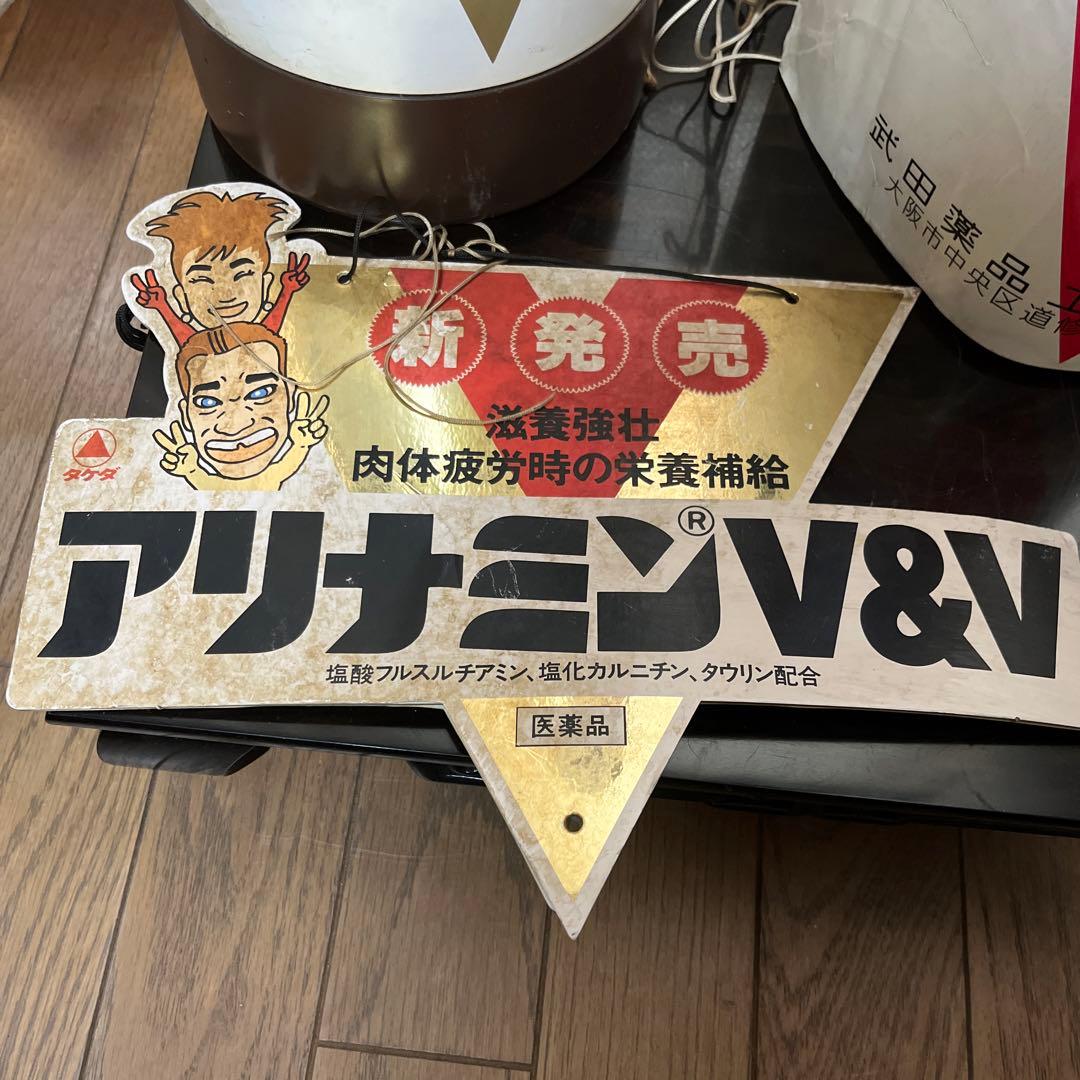 新発売
滋養強壮
肉体疲労時の栄養補給
タケダ
アリナミン®V&V
塩酸フルスルチアミン、塩化カルニチン、タウリン配合
医薬品
武田薬品工
大阪市中央区道修